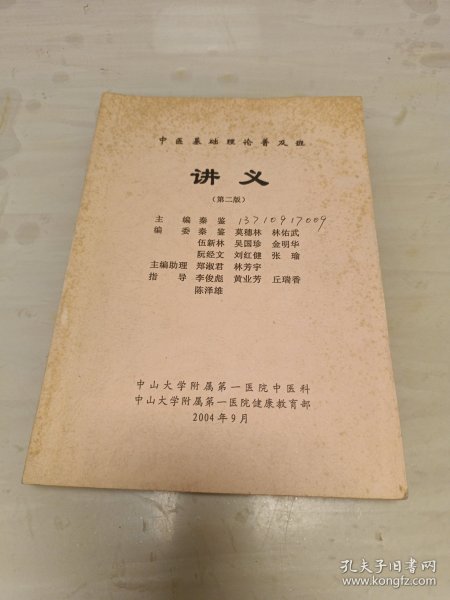 中医基础理论普及班
讲义
(第二版)
主 编 秦 鉴 13710917009
编 委 秦 鉴 莫穗林 林佑武
伍新林 吴国珍 金明华
阮经文 刘红健 张 瑜
主编助理 郑淑君 林芳宇
指 导 李俊彪 黄业芳 丘瑞香
陈泽雄
中山大学附属第一医院中医科
中山大学附属第一医院健康教育部
2004年9月
孔夫子旧书网
www.kongfz.com